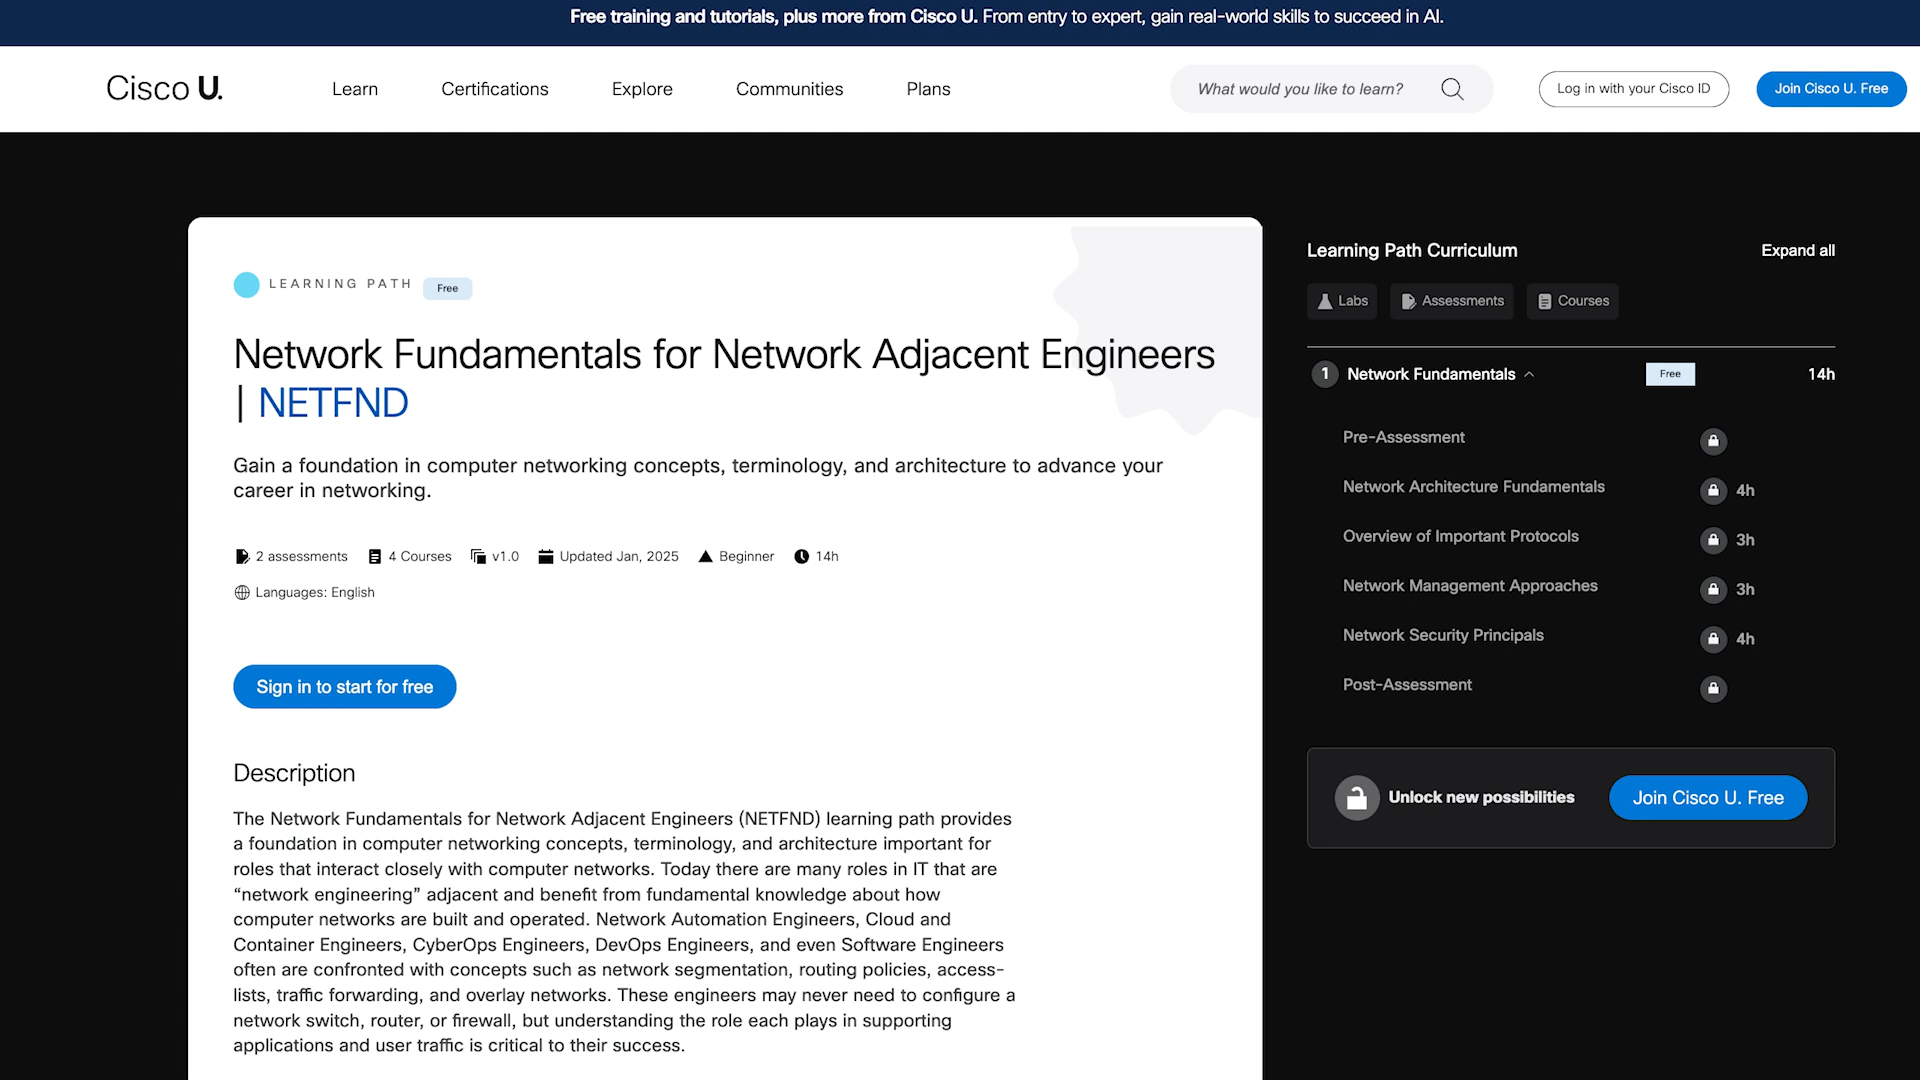 Free training and tutorials, plus more from Cisco U. From entry to expert, gain real-world skills to succeed in AI.
Cisco U.
Learn
Certifications
Explore
Communities
Plans
What would you like to learn?
Log in with your Cisco ID
Join Cisco U. Free
LEARNING PATH
Free
Network Fundamentals for Network Adjacent Engineers
| NETFND
Gain a foundation in computer networking concepts, terminology, and architecture to advance your
career in networking.
2 assessments
4 Courses
v1.0
Updated Jan, 2025
Beginner
14h
Languages: English
Sign in to start for free
Description
The Network Fundamentals for Network Adjacent Engineers (NETFND) learning path provides
a foundation in computer networking concepts, terminology, and architecture important for
roles that interact closely with computer networks. Today there are many roles in IT that are
“network engineering” adjacent and benefit from fundamental knowledge about how
computer networks are built and operated. Network Automation Engineers, Cloud and
Container Engineers, CyberOps Engineers, DevOps Engineers, and even Software Engineers
often are confronted with concepts such as network segmentation, routing policies, access-
lists, traffic forwarding, and overlay networks. These engineers may never need to configure a
network switch, router, or firewall, but understanding the role each plays in supporting
applications and user traffic is critical to their success.
Learning Path Curriculum
Expand all
Labs
Assessments
Courses
1 Network Fundamentals
Free
14h
Pre-Assessment
Network Architecture Fundamentals
4h
Overview of Important Protocols
3h
Network Management Approaches
3h
Network Security Principals
4h
Post-Assessment
Unlock new possibilities
Join Cisco U. Free